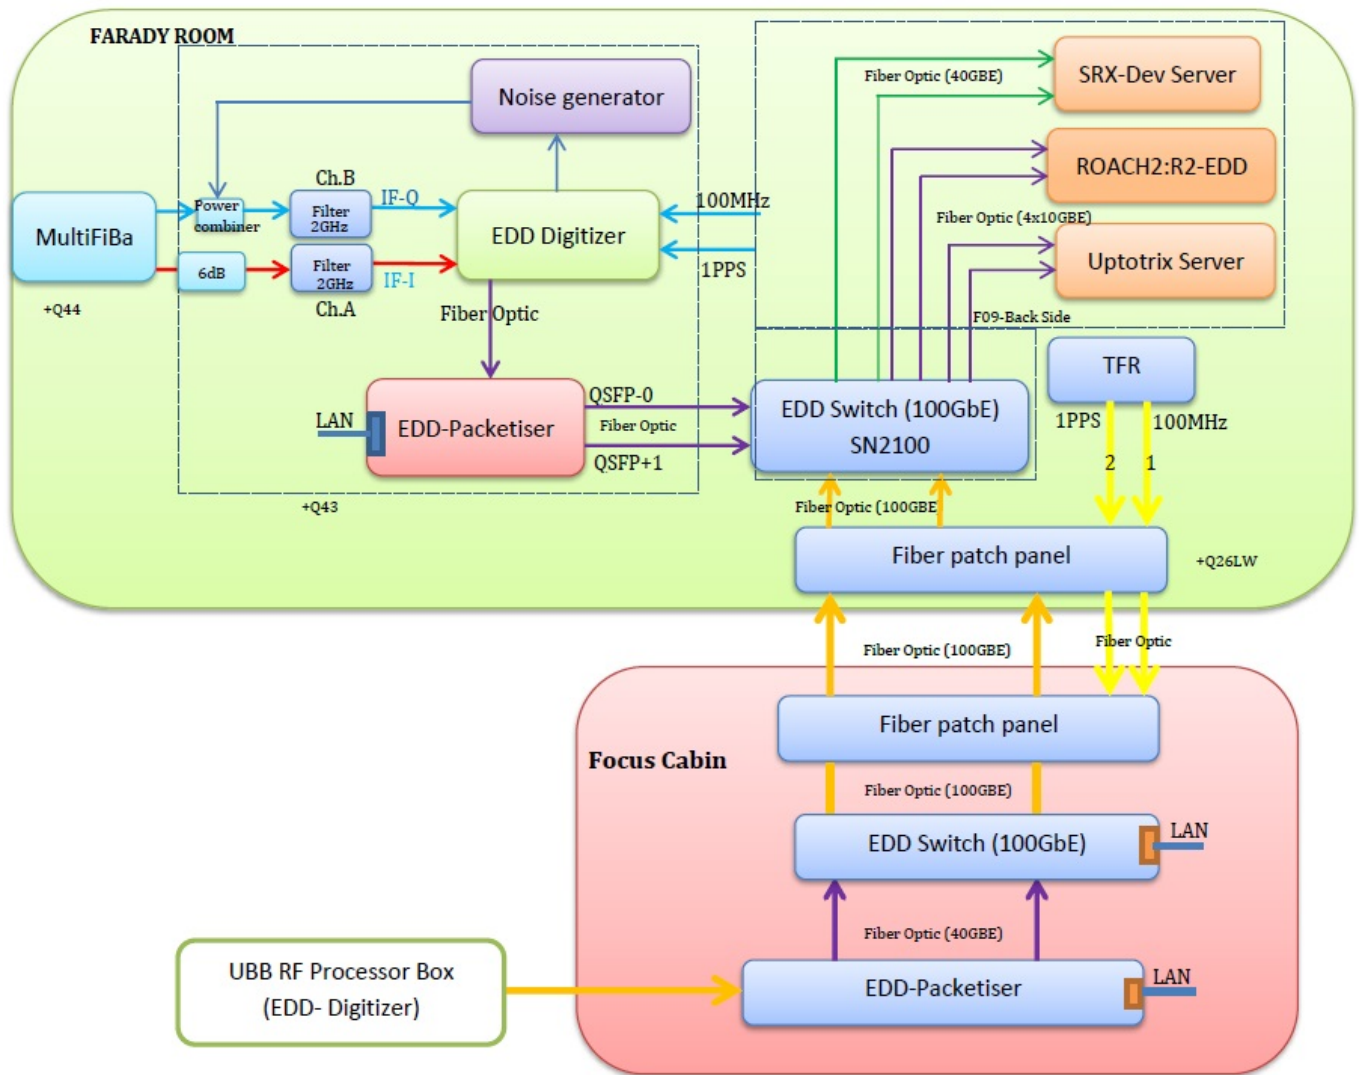 FARADY ROOM
Noise generator
Fiber Optic (40GBE)
SRX-Dev Server
ROACH2:R2-EDD
Fiber Optic (4x10GBE)
Uptotrix Server
F09-Back Side
MultiFiBa
+Q44
Power
combiner
6dB
Ch.B
Filter
2GHz
IF-Q
Filter
2GHz
IF-I
Ch.A
EDD Digitizer
100MHz
1PPS
Fiber Optic
LAN
EDD-Packetiser
QSFP-0
Fiber Optic
QSFP+1
+Q43
EDD Switch (100GbE)
SN2100
TFR
1PPS
100MHz
2
1
Fiber Optic (100GBE)
Fiber patch panel
+Q26LW
Fiber Optic (100GBE)
Fiber Optic
Focus Cabin
Fiber patch panel
Fiber Optic (100GBE)
EDD Switch (100GbE)
LAN
Fiber Optic (40GBE)
UBB RF Processor Box
(EDD- Digitizer)
EDD-Packetiser
LAN